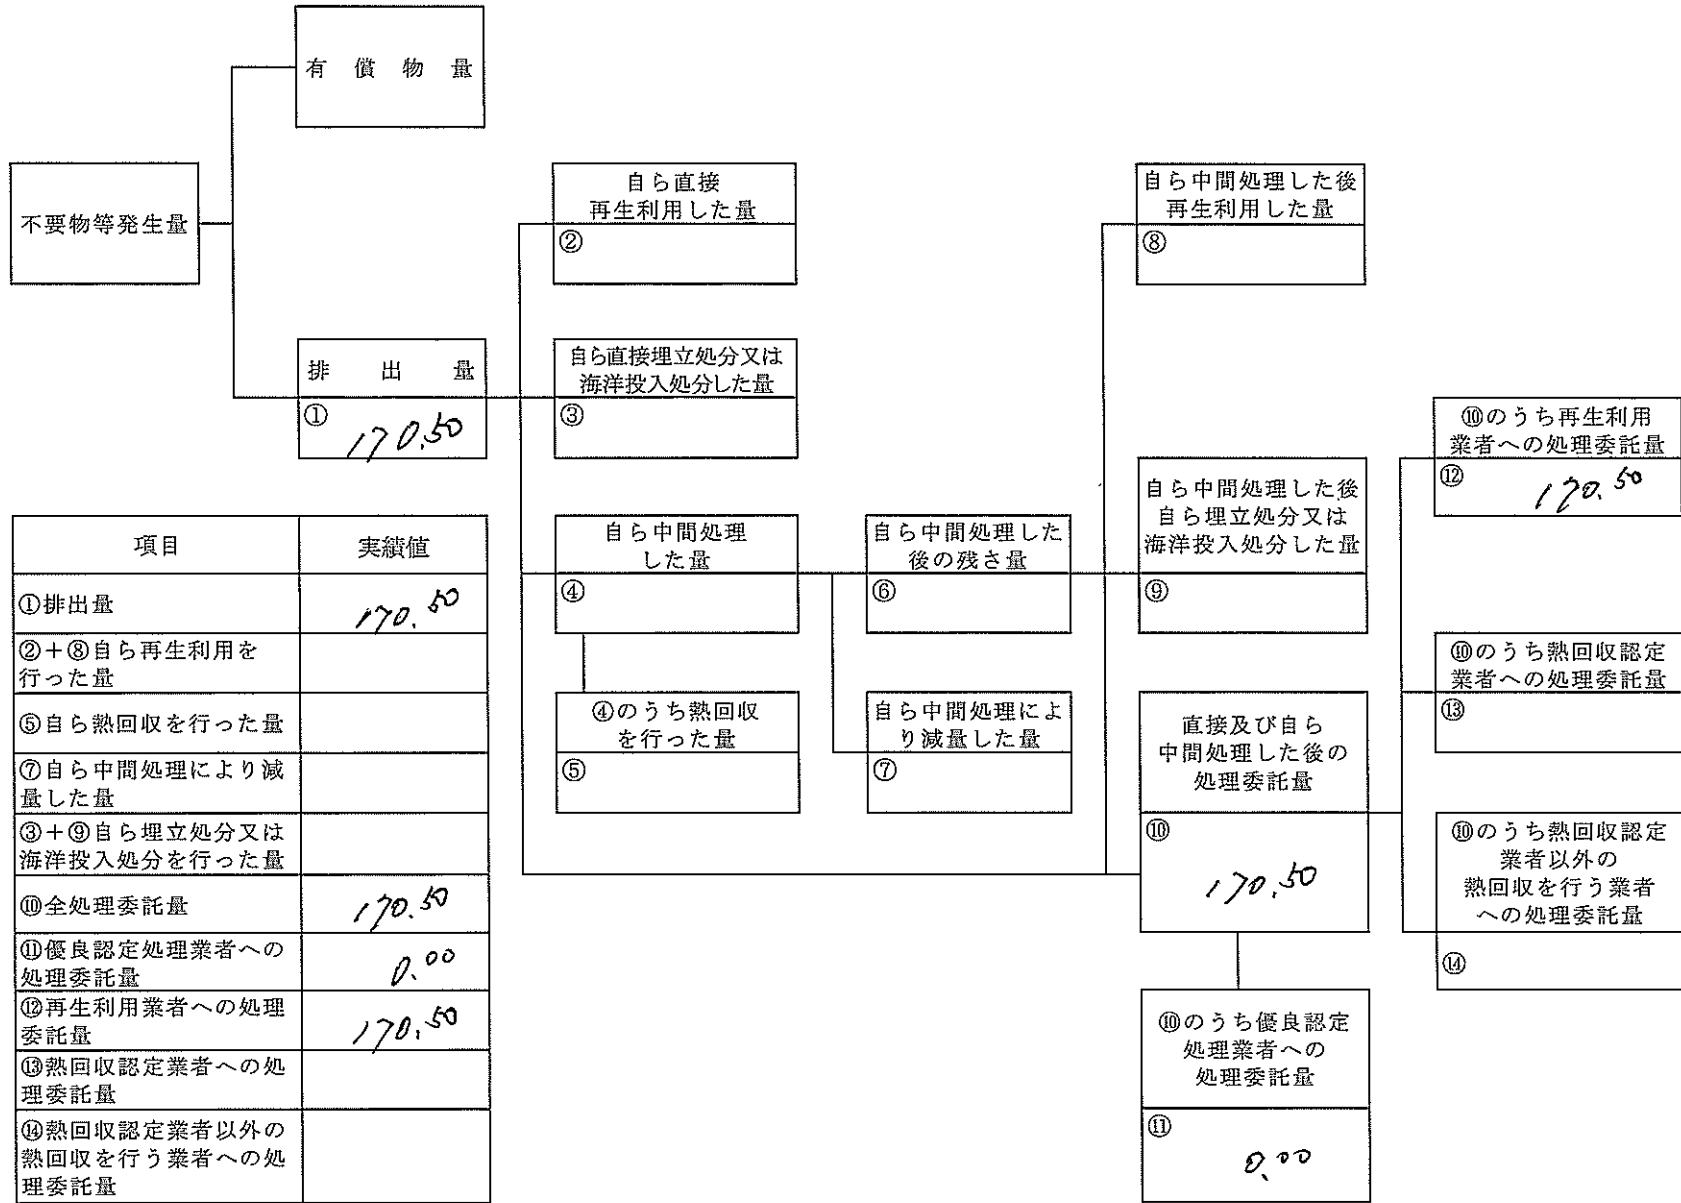 有償物量
不要物等発生量
排出量
① 170.50
自ら直接
再生利用した量
②
自ら直接埋立処分又は
海洋投入処分した量
③
自ら中間処理
した量
④
④のうち熱回収
を行った量
⑤
自ら中間処理した
後の残さ量
⑥
自ら中間処理によ
り減量した量
⑦
自ら中間処理した後
再生利用した量
⑧
自ら中間処理した後
自ら埋立処分又は
海洋投入処分した量
⑨
直接及び自ら
中間処理した後の
処理委託量
⑩
170.50
⑩のうち優良認定
処理業者への
処理委託量
⑪
0.00
⑩のうち再生利用
業者への処理委託量
⑫ 170.50
⑩のうち熱回収認定
業者への処理委託量
⑬
⑩のうち熱回収認定
業者以外の
熱回収を行う業者
への処理委託量
⑭
項目 実績値
①排出量 170.50
②+⑧自ら再生利用を
行った量
⑤自ら熱回収を行った量
⑦自ら中間処理により減
量した量
③+⑨自ら埋立処分又は
海洋投入処分を行った量
⑩全処理委託量 170.50
⑪優良認定処理業者への
処理委託量 0.00
⑫再生利用業者への処理
委託量 170.50
⑬熱回収認定業者への処
理委託量
⑭熱回収認定業者以外の
熱回収を行う業者への処
理委託量